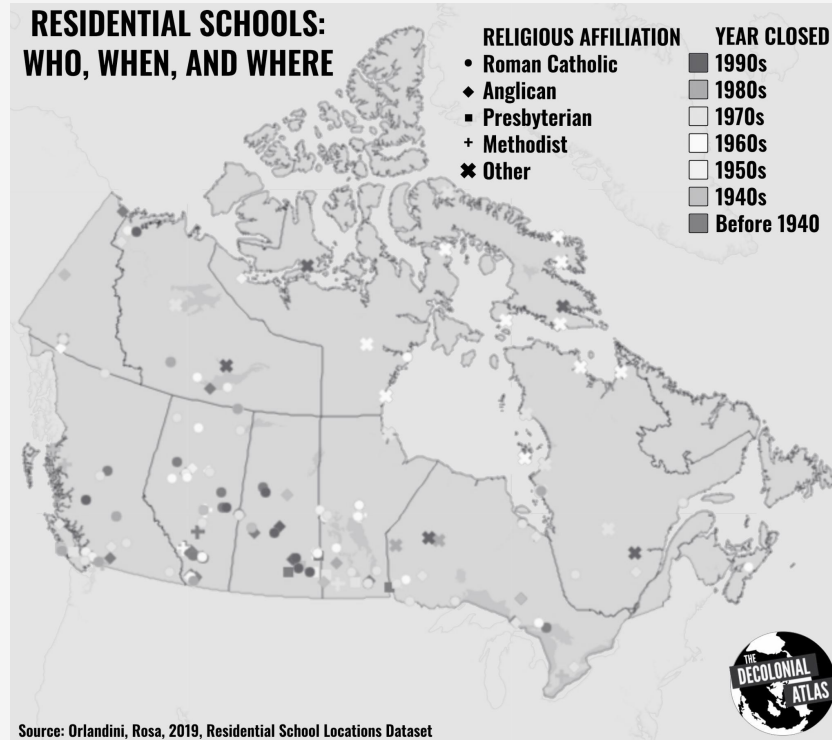 RESIDENTIAL SCHOOLS:
WHO, WHEN, AND WHERE
RELIGIOUS AFFILIATION
Roman Catholic
Anglican
Presbyterian
Methodist
Other
YEAR CLOSED
1990s
1980s
1970s
1960s
1950s
1940s
Before 1940
THE
DECOLONIAL
ATLAS
Source: Orlandini, Rosa, 2019, Residential School Locations Dataset